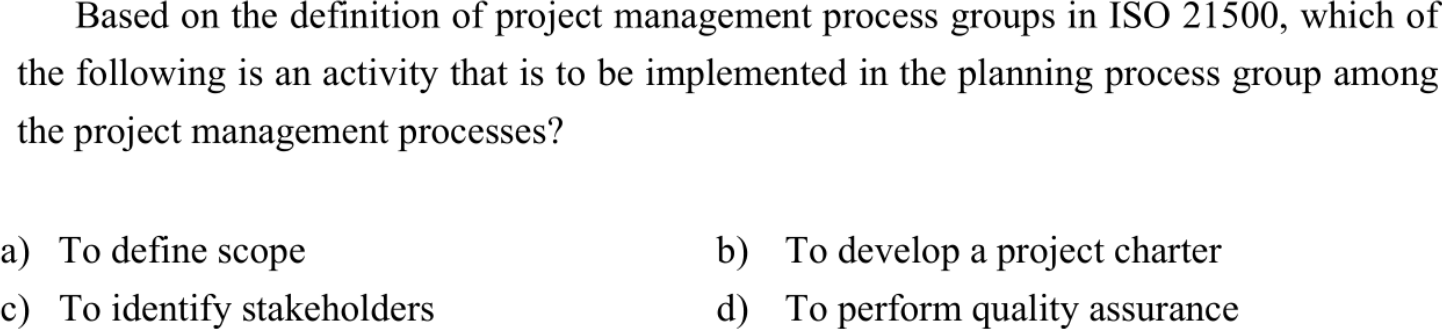 Based on the definition of project management process groups in ISO 21500, which of
the following is an activity that is to be implemented in the planning process group among
the project management processes?
a) To define scope
b) To develop a project charter
c) To identify stakeholders
d) To perform quality assurance